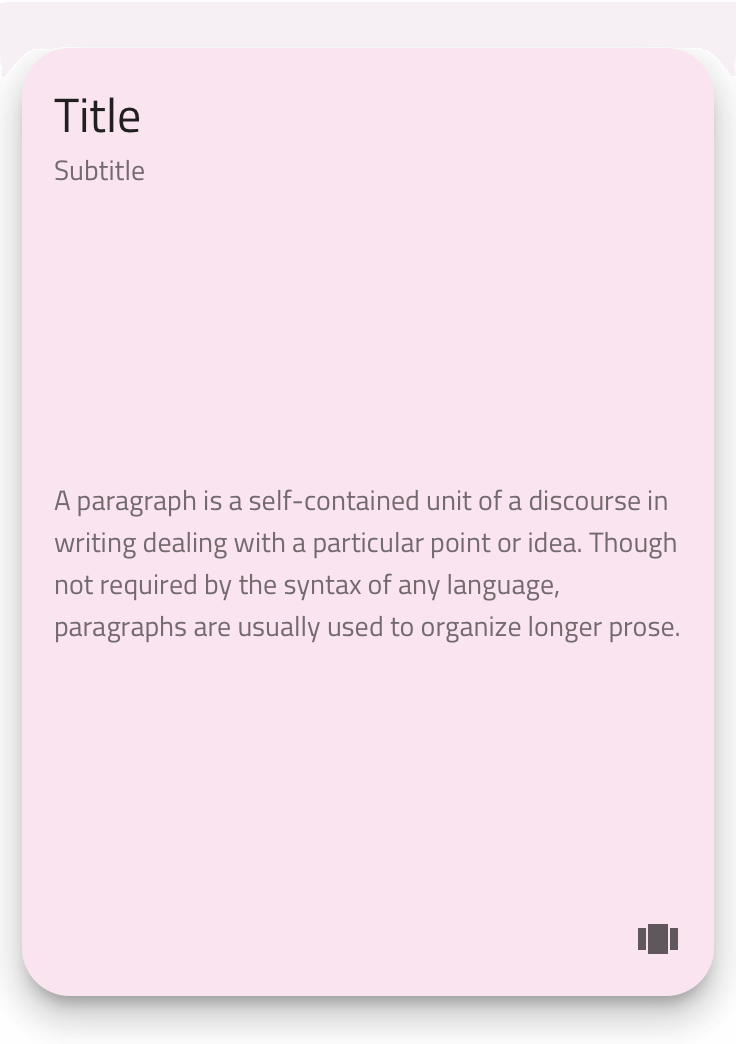 Title
Subtitle
A paragraph is a self-contained unit of a discourse in
writing dealing with a particular point or idea. Though
not required by the syntax of any language,
paragraphs are usually used to organize longer prose.